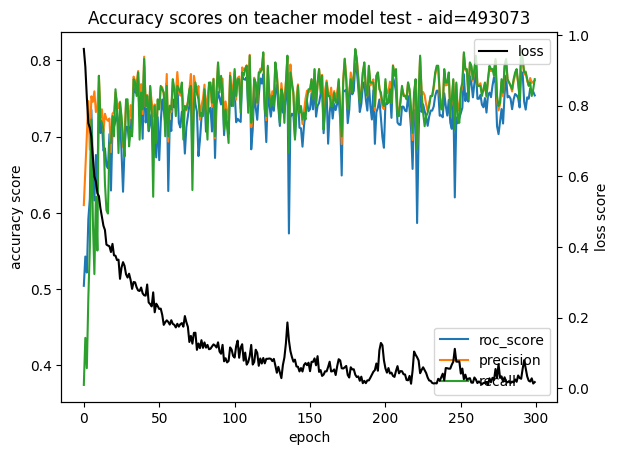 Accuracy scores on teacher model test - aid=493073
loss
accuracy score
0.8
0.7
0.6
0.5
0.4
1.0
0.8
0.6
0.4
0.2
0.0
loss score
roc_score
precision
recall
0
50
100
150
200
250
300
epoch